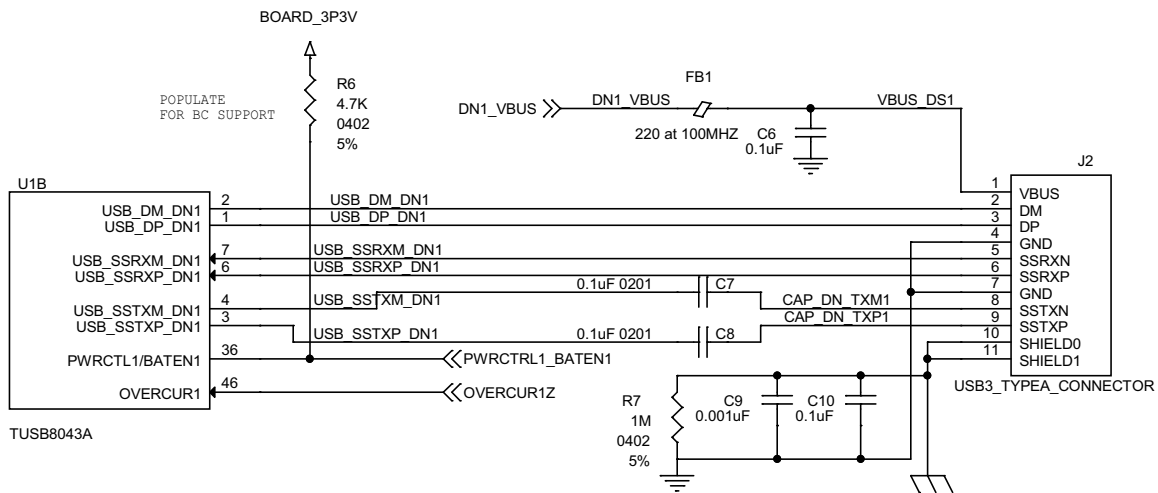 BOARD_3P3V
R6
4.7K
0402
5%
POPULATE
FOR BC SUPPORT
FB1
DN1_VBUS
DN1_VBUS
VBUS_DS1
220 at 100MHZ
C6
0.1uF
J2
U1B
USB_DM_DN1
2
USB_DM_DN1
USB_DP_DN1
1
USB_DP_DN1
USB_SSRXM_DN1
7
USB_SSRXM_DN1
USB_SSRXP_DN1
6
USB_SSRXP_DN1
USB_SSTXM_DN1
4
USB_SSTXM_DN1
0.1uF 0201
C7
CAP_DN_TXM1
USB_SSTXP_DN1
3
USB_SSTXP_DN1
0.1uF 0201
C8
CAP_DN_TXP1
PWRCTL1/BATEN1
36
PWRCTRL1_BATEN1
OVERCUR1
46
OVERCUR1Z
TUSB8043A
1
VBUS
2
DM
3
DP
4
GND
5
SSRXN
6
SSRXP
7
GND
8
SSTXN
9
SSTXP
10
SHIELD0
11
SHIELD1
USB3_TYPEA_CONNECTOR
R7
1M
0402
5%
C9
0.001uF
C10
0.1uF